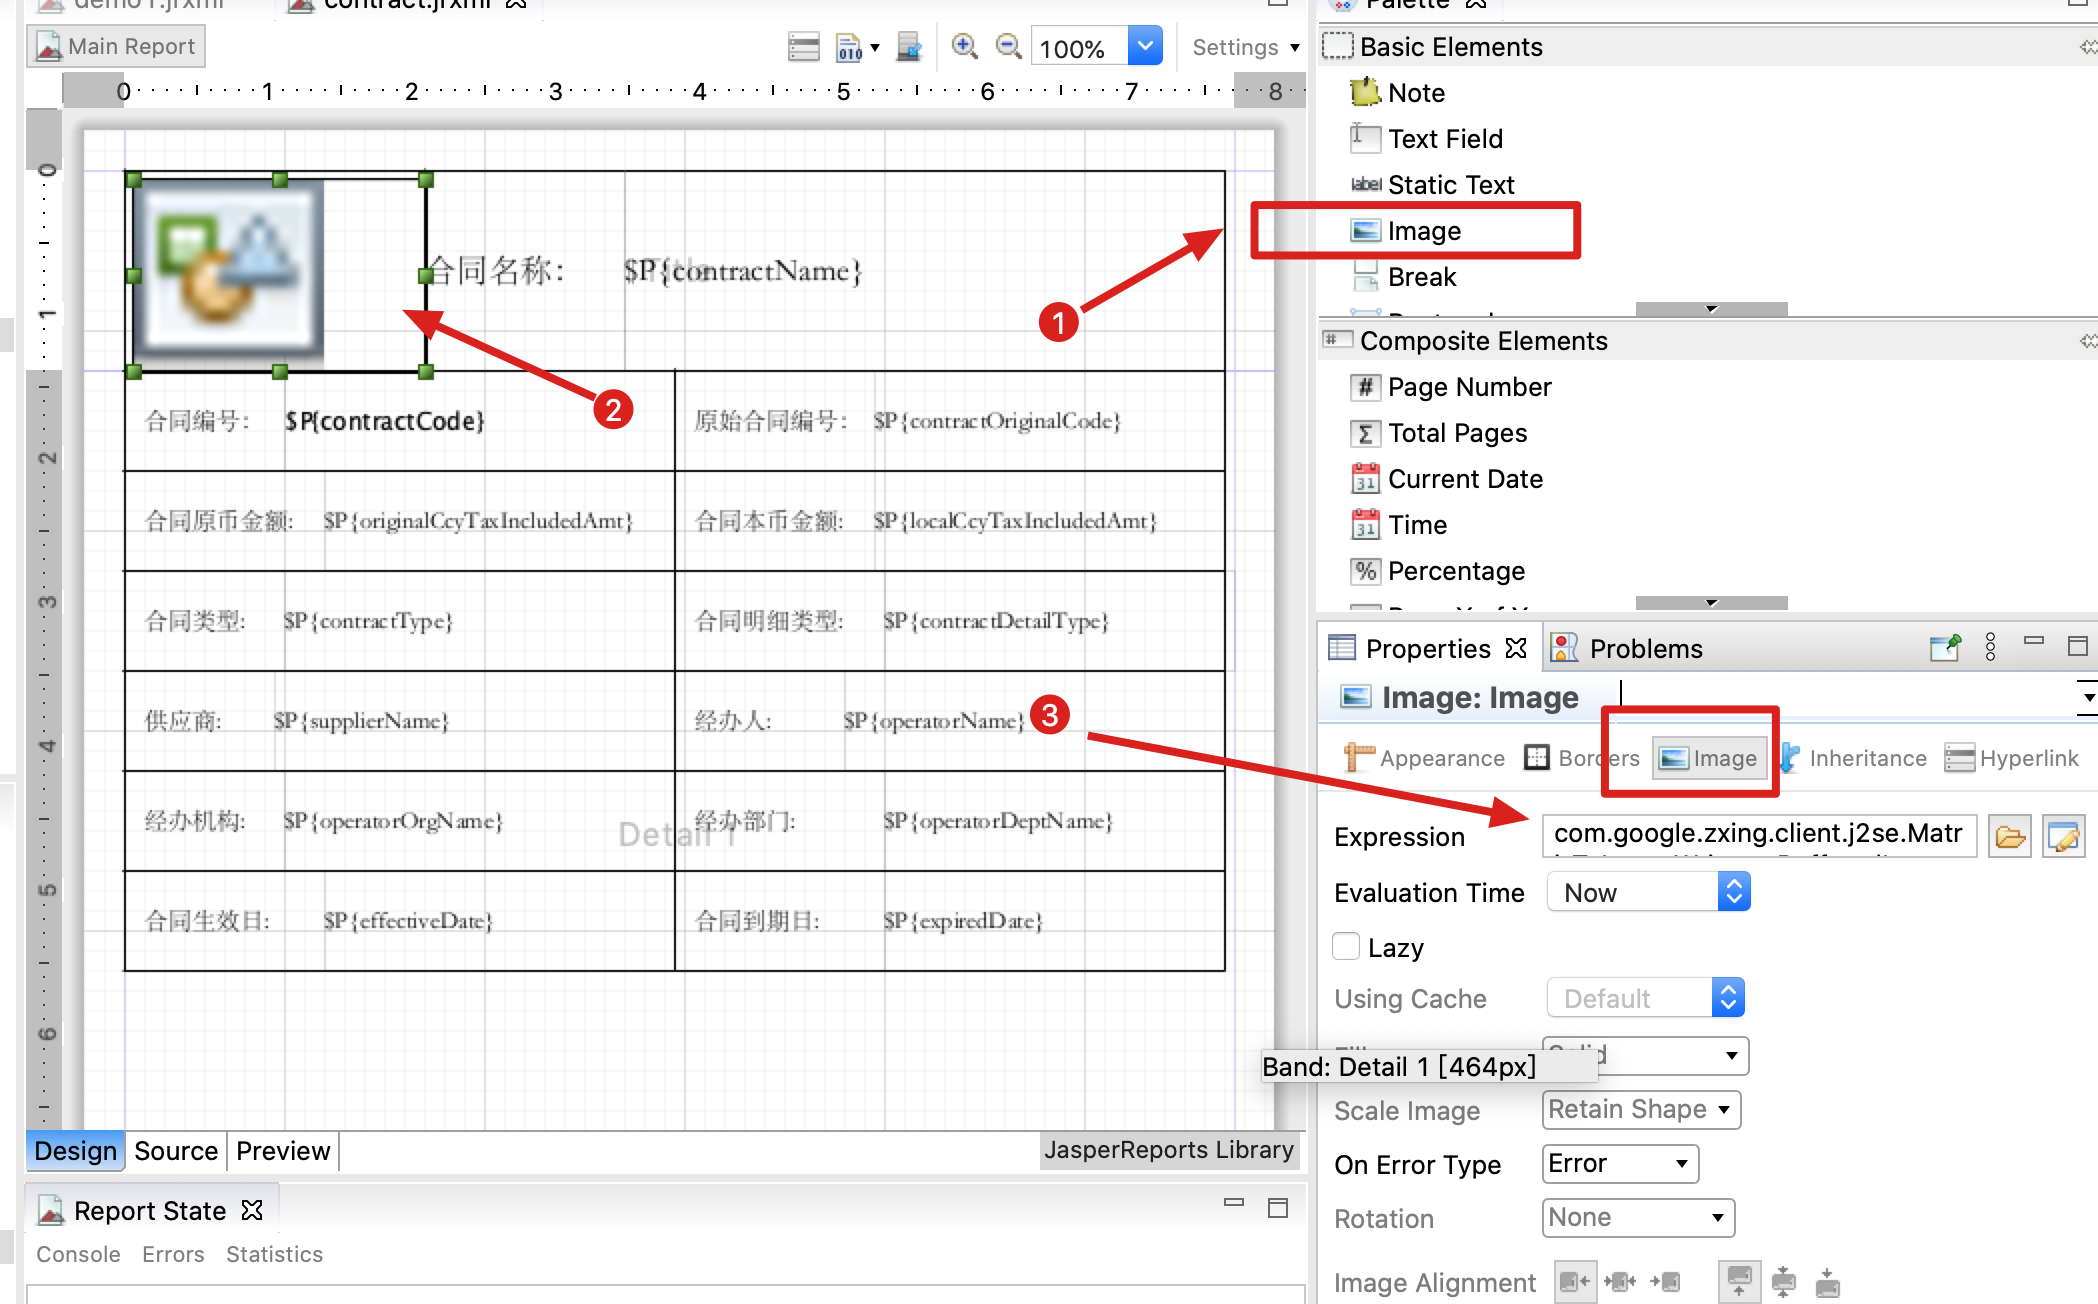 demo1.jrxml
contract.jrxml
Palette
Main Report
100%
Settings
Basic Elements
0 1 2 3 4 5 6 7 8
Note
Text Field
Static Text
Image
Break
Composite Elements
Page Number
Total Pages
Current Date
Time
Percentage
0
1
2
3
4
5
6
合同名称:
$P{contractName}
1
2
合同编号:
$P{contractCode}
原始合同编号:
$P{contractOriginalCode}
合同原币金额:
$P{originalCcyTaxIncludedAmt}
合同本币金额:
$P{localCcyTaxIncludedAmt}
合同类型:
$P{contractType}
合同明细类型:
$P{contractDetailType}
供应商:
$P{supplierName}
经办人:
$P{operatorName}
3
经办机构:
$P{operatorOrgName}
Detail 1
经办部门:
$P{operatorDeptName}
合同生效日:
$P{effectiveDate}
合同到期日:
$P{expiredDate}
Properties
Problems
Image: Image
Appearance
Borders
Image
Inheritance
Hyperlink
Expression
com.google.zxing.client.j2se.Matr
Evaluation Time
Now
Lazy
Using Cache
Default
Band: Detail 1 [464px]
Scale Image
Retain Shape
On Error Type
Error
Rotation
None
Image Alignment
Design
Source
Preview
JasperReports Library
Report State
Console
Errors
Statistics